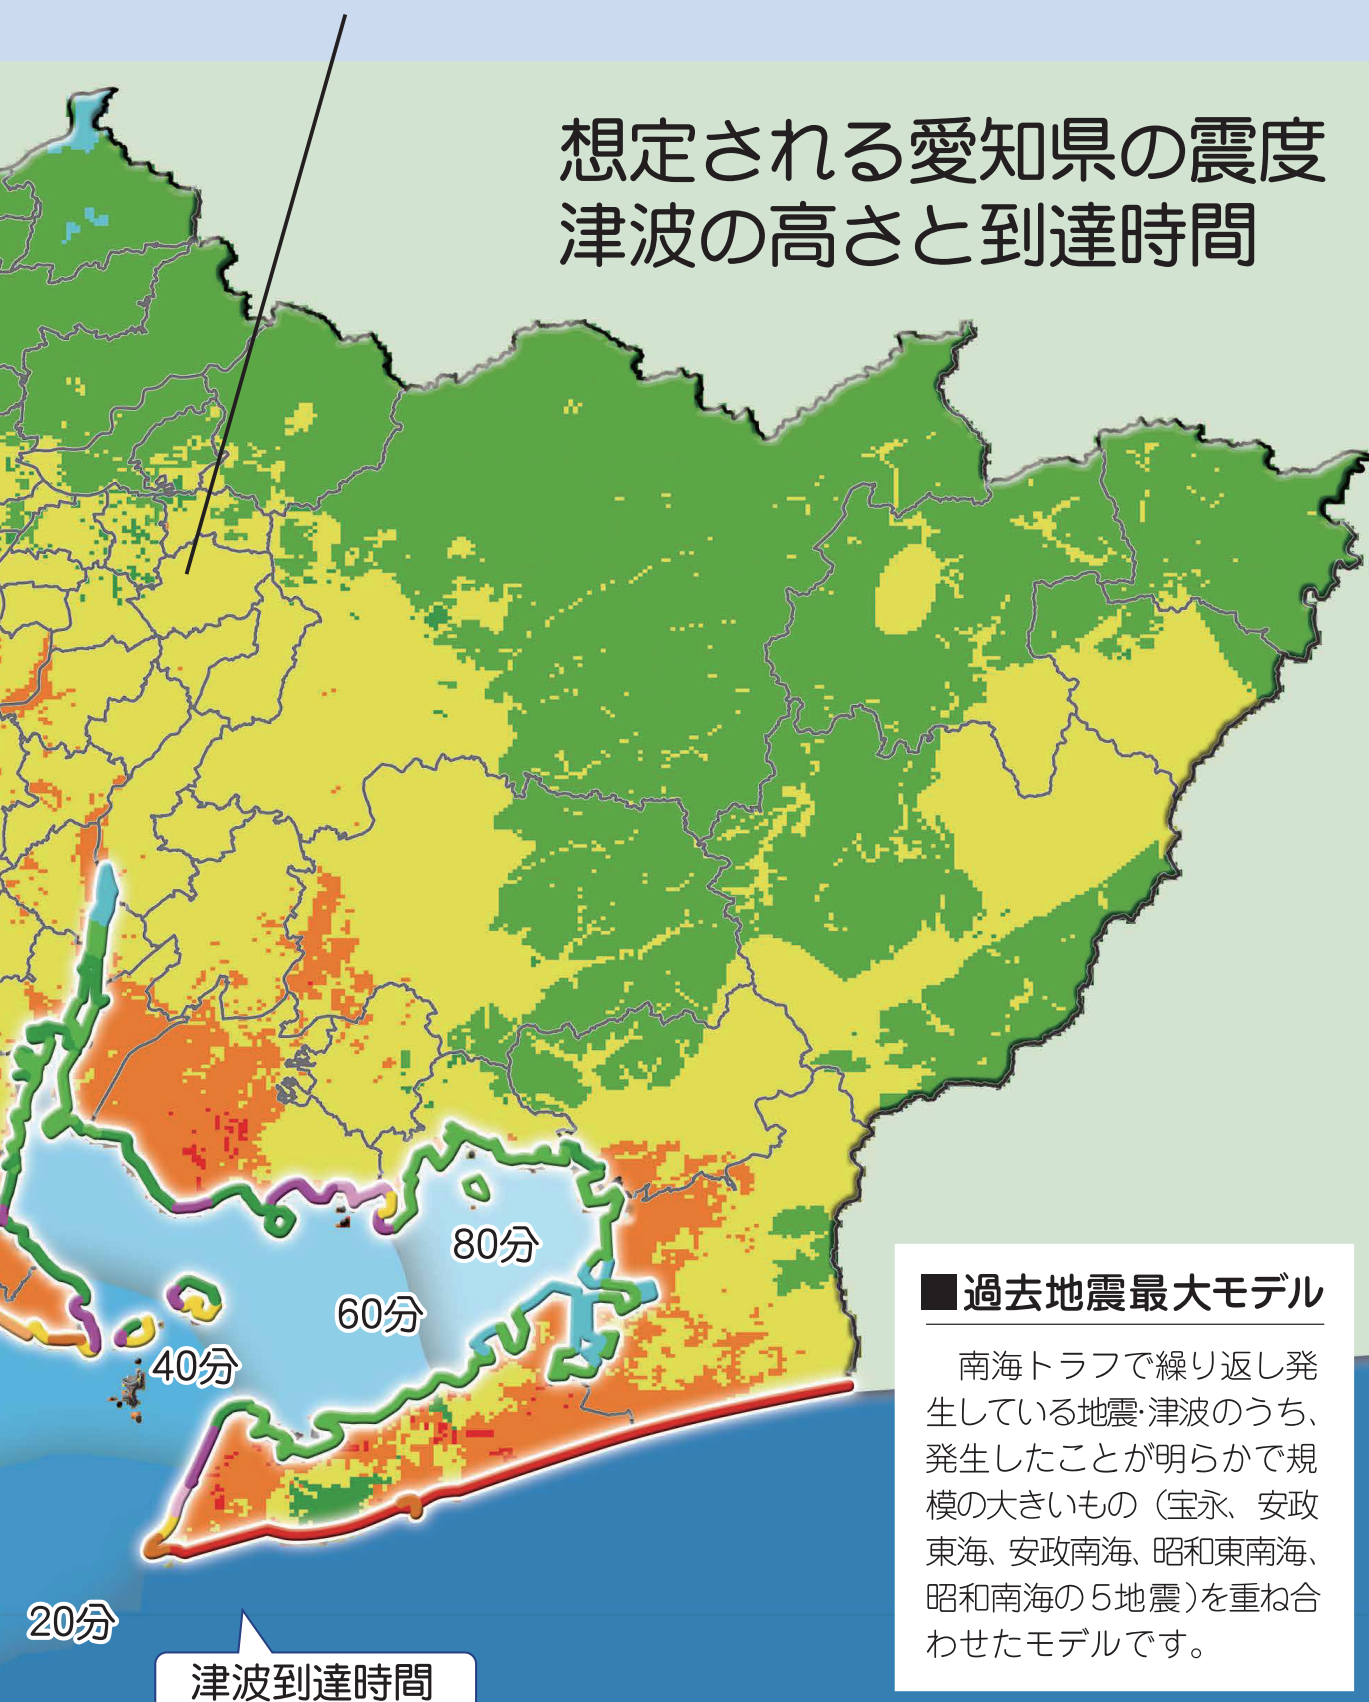 想定される愛知県の震度
津波の高さと到達時間
80分
60分
40分
20分
津波到達時間
■過去地震最大モデル
南海トラフで繰り返し発
生している地震・津波のうち、
発生したことが明らかで規
模の大きいもの（宝永、安政
東海、安政南海、昭和東南海、
昭和南海の５地震）を重ね合
わせたモデルです。